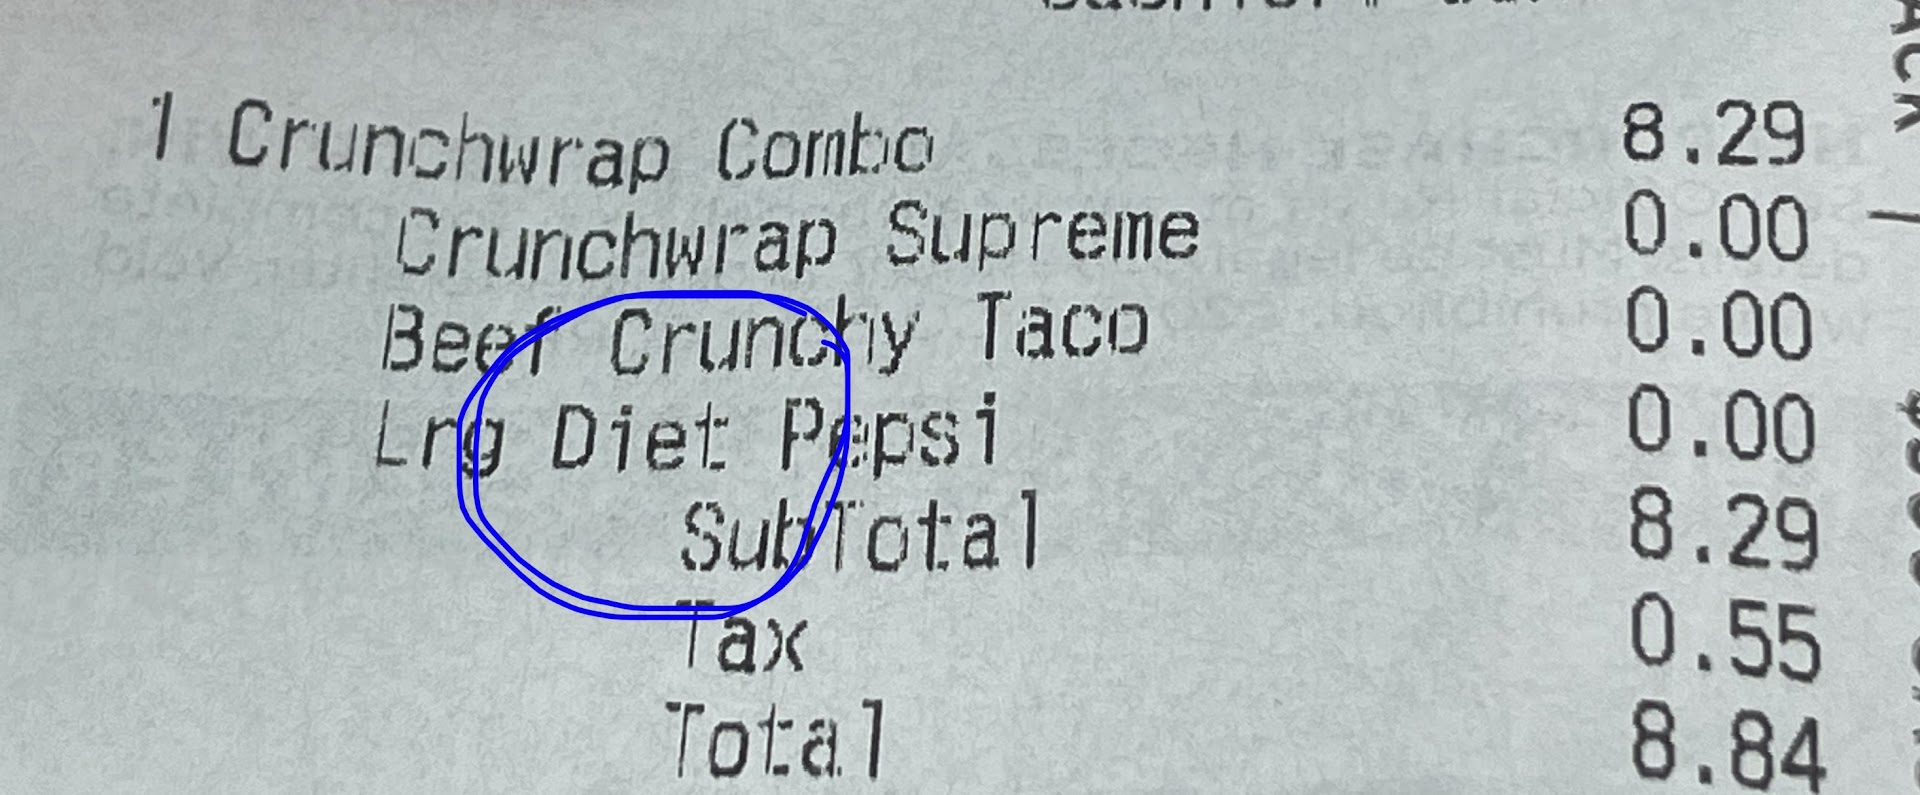 1 Crunchwrap Combo 8.29
Crunchwrap Supreme 0.00
Beef Crunchy Taco 0.00
Lrg Diet Pepsi 0.00
SubTotal 8.29
Tax 0.55
Total 8.84